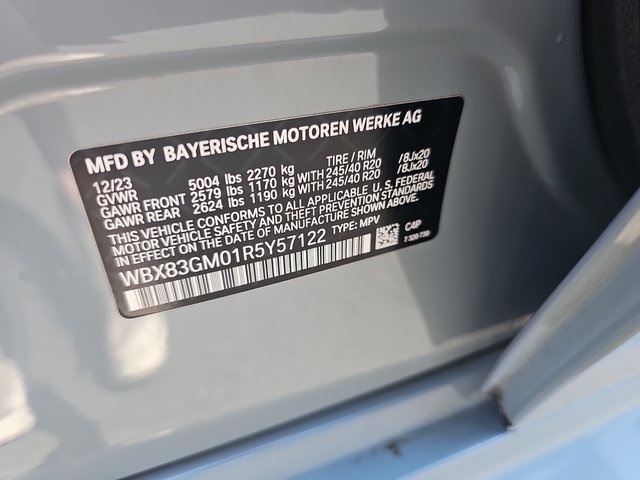 MFD BY BAYERISCHE MOTOREN WERKE AG
12/23 TIRE / RIM
GVWR 5004 lbs 2270 kg
GAWR FRONT 2579 lbs 1170 kg WITH 245/40 R20 /8Jx20
GAWR REAR 2624 lbs 1190 kg WITH 245/40 R20 /8Jx20
THIS VEHICLE CONFORMS TO ALL APPLICABLE U. S. FEDERAL
MOTOR VEHICLE SAFETY AND THEFT PREVENTION STANDARDS
IN EFFECT ON THE DATE OF MANUFACTURE SHOWN ABOVE.
WBX83GM01R5Y57122 TYPE: MPV
C4P